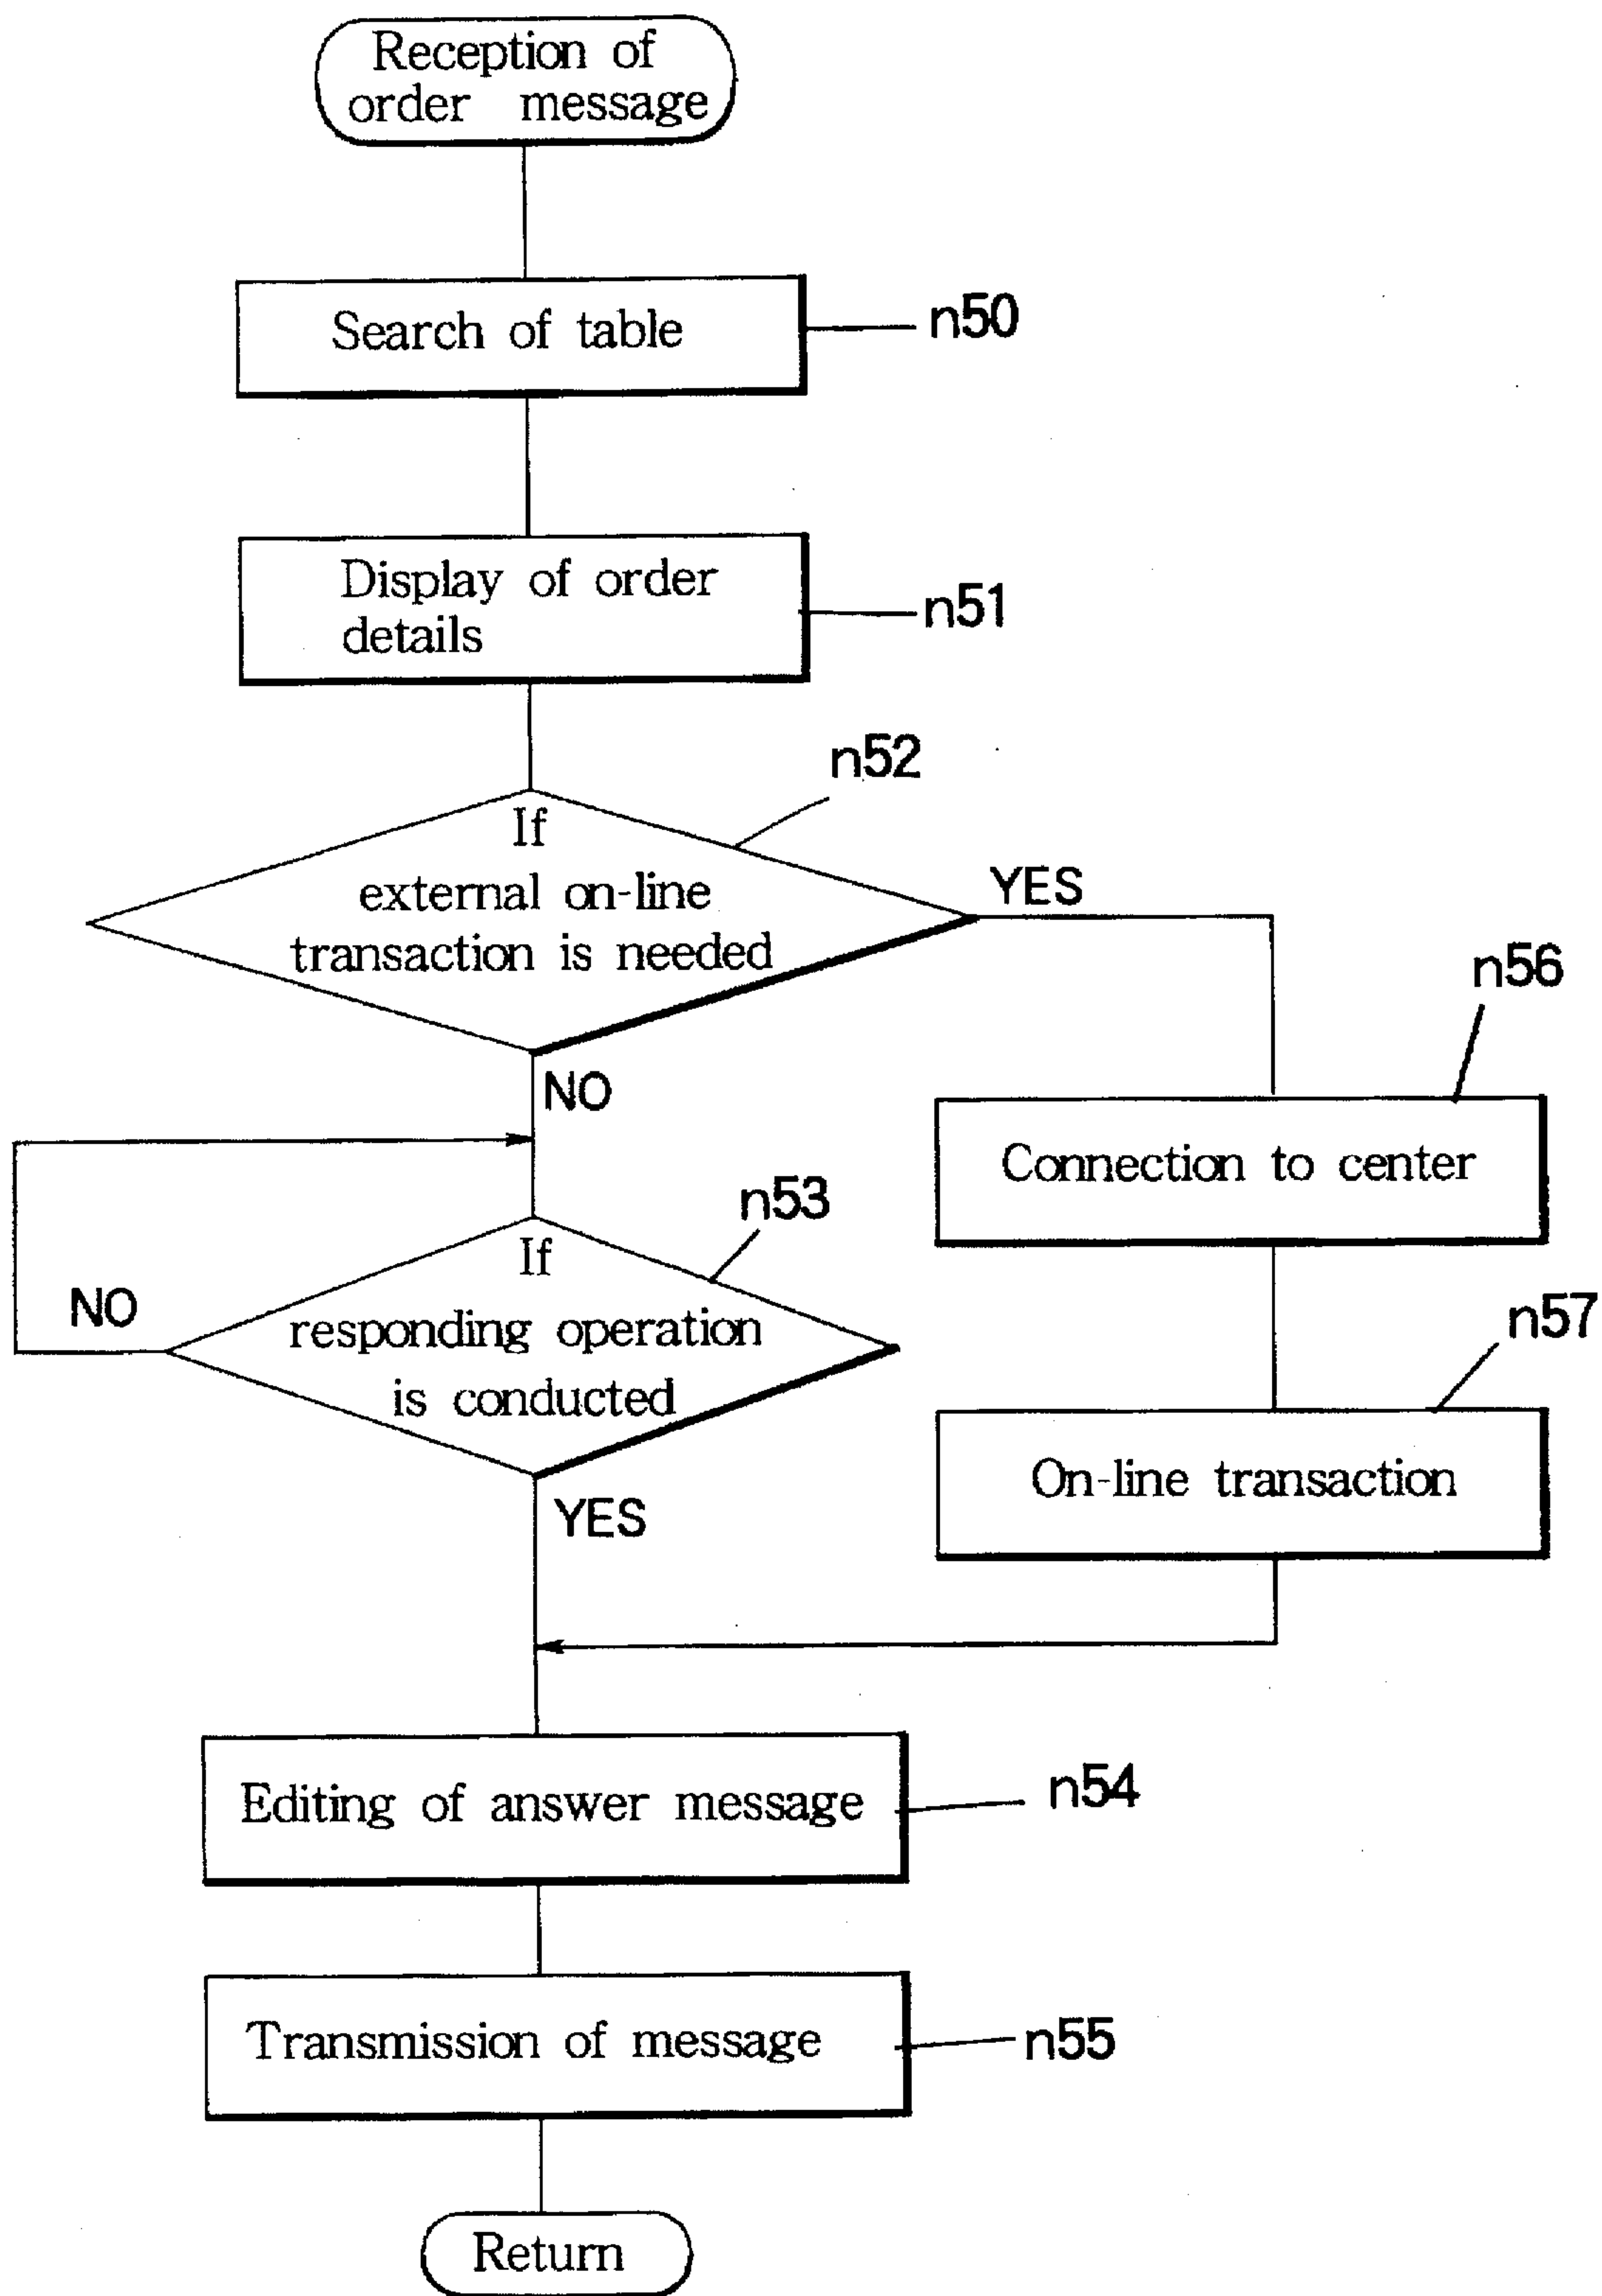 Reception of
order message
Search of table
n50
Display of order
details
n51
n52
If
external on-line
transaction is needed
YES
NO
n56
Connection to center
n53
If
responding operation
is conducted
NO
YES
n57
On-line transaction
Editing of answer message
n54
Transmission of message
n55
Return